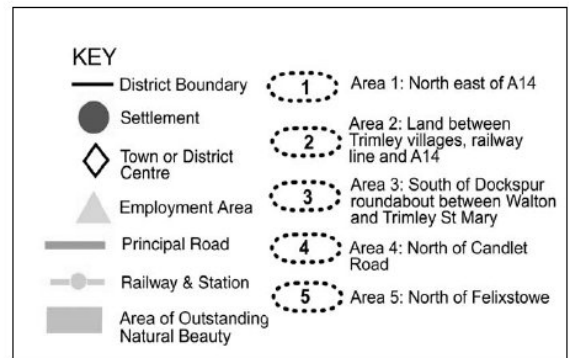 KEY
District Boundary
Settlement
Town or District
Centre
Employment Area
Principal Road
Railway & Station
Area of Outstanding
Natural Beauty
1
Area 1: North east of A14
2
Area 2: Land between
Trimley villages, railway
line and A14
3
Area 3: South of Dockspur
roundabout between Walton
and Trimley St Mary
4
Area 4: North of Candlet
Road
5
Area 5: North of Felixstowe